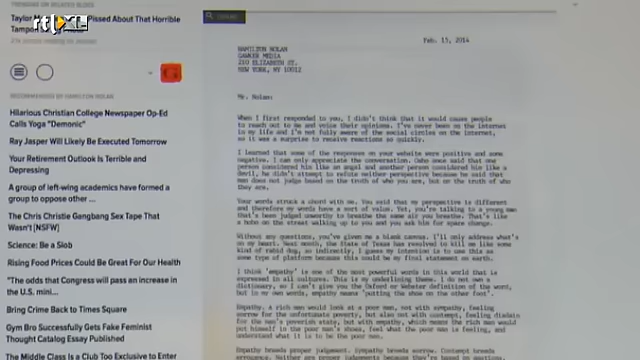 TRENDING ON RELATED BLOGS
Taylor Pissed About That Horrible
Tampon
rtl XL
RECOMMENDED BY HAMILTON NOLAN
Hilarious Christian College Newspaper Op-Ed
Calls Yoga "Demonic"
Ray Jasper Will Likely Be Executed Tomorrow
Your Retirement Outlook Is Terrible and
Depressing
A group of left-wing academics have formed a
group to oppose other ...
The Chris Christie Gangbang Sex Tape That
Wasn't [NSFW]
Science: Be a Slob
Rising Food Prices Could Be Great For Our Health
"The odds that Congress will pass an increase in
the U.S. mini...
Bring Crime Back to Times Square
Gym Bro Successfully Gets Fake Feminist
Thought Catalog Essay Published
The Middle Class Is a Club Too Exclusive to Enter
Feb. 15, 2014
HAMILTON NOLAN
GAWKER MEDIA
210 ELIZABETH ST.
NEW YORK, NY 10012
Mr. Nolan:
When I first responded to you, I didn't think that it would cause people
to reach out to me and voice their opinions. I've never been on the internet
in my life and I'm not fully aware of the social circles on the internet,
so it was a surprise to receive reactions so quickly.
I learned that some of the responses on your website were positive and some
negative. I can only appreciate the conversation. Osho once said that one
person considered him like an angel and another person considered him like a
devil, he didn't attempt to refute neither perspective because he said that
man does not judge based on the truth of who you are, but on the truth of who
they are.
Your words struck a chord with me. You said my perspective is different
and therefore my words have a sort of value. Yet, you're talking to a young man
that's been judged unworthy to breathe the same air you breathe. That's like
a hobo on the street walking up to you and you ask him for spare change.
Without any questions, you've given me a blank canvas. I'll only address what's
on my heart. Next month, the State of Texas has resolved to kill me like some
kind of rabid dog, so indirectly, I guess my intention is to use this as
some type of platform because this could be my final statement on earth.
I think 'empathy' is one of the most powerful words in this world that is
expressed in all cultures. This is my underlining theme. I do not own a
dictionary, so I can't give you the Oxford or Webster definition of the word,
but in my own words, empathy means 'putting the shoe on the other foot'.
Empathy. A rich man would look at a poor man, not with sympathy, feeling
sorrow for the unfortunate poverty, but also not with contempt, feeling disdain
for the man's poverish state, but with empathy, which means the rich man would
put himself in the poor man's shoes, feel what the poor man is feeling, and
understand what it is to be the poor man.
Empathy breeds proper judgement. Sympathy breeds sorrow. Contempt breeds
arrogance. Neither are proper judgements because they're based on